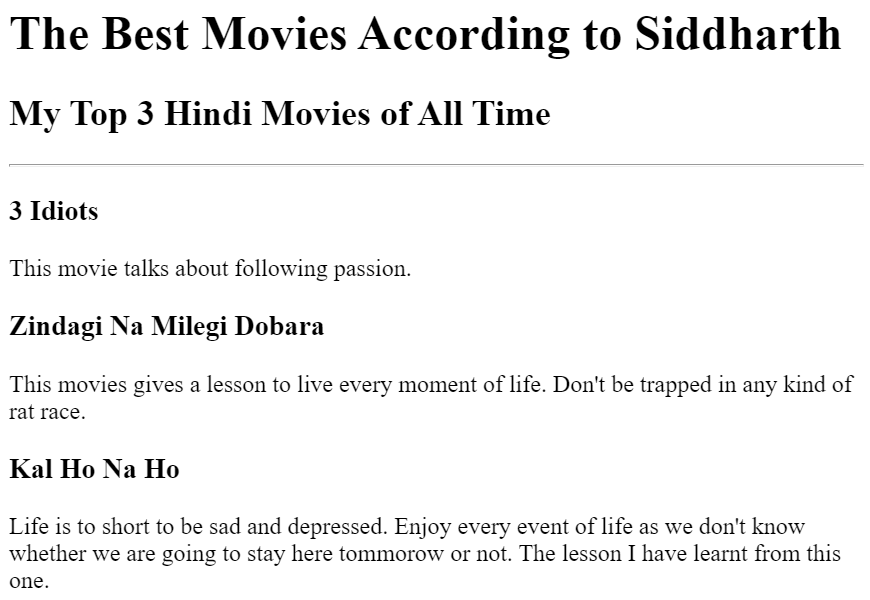 The Best Movies According to Siddharth
My Top 3 Hindi Movies of All Time
3 Idiots
This movie talks about following passion.
Zindagi Na Milegi Dobara
This movies gives a lesson to live every moment of life. Don't be trapped in any kind of
rat race.
Kal Ho Na Ho
Life is to short to be sad and depressed. Enjoy every event of life as we don't know
whether we are going to stay here tommorow or not. The lesson I have learnt from this
one.